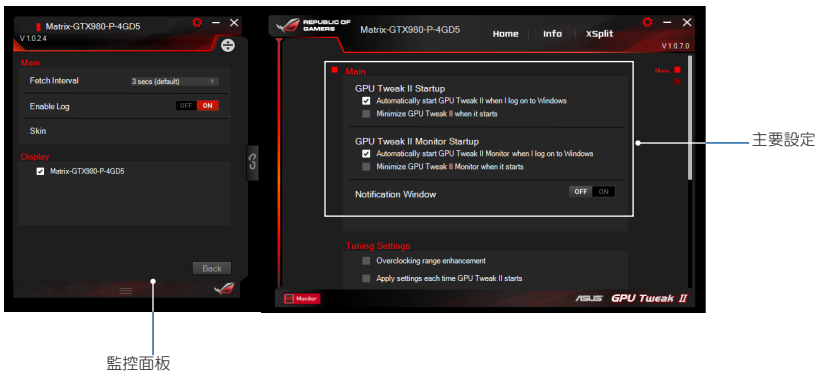 Matrix-GTX980-P-4GD5
V 1.0.2.4
Main
Fetch Interval
3 secs (default)
Enable Log
OFF ON
Skin
Display
Matrix-GTX980-P-4GD5
Back
監控面板
REPUBLIC OF
GAMERS
Matrix-GTX980-P-4GD5
Home Info XSplit
V 1.0.7.0
Main
Main
GPU Tweak II Startup
Automatically start GPU Tweak II when I log on to Windows
Minimize GPU Tweak II when it starts
GPU Tweak II Monitor Startup
Automatically start GPU Tweak II Monitor when I log on to Windows
Minimize GPU Tweak II Monitor when it starts
Notification Window
OFF ON
Tuning Settings
Overclocking range enhancement
Apply settings each time GPU Tweak II starts
Monitor
ASUS GPU Tweak II
主要設定